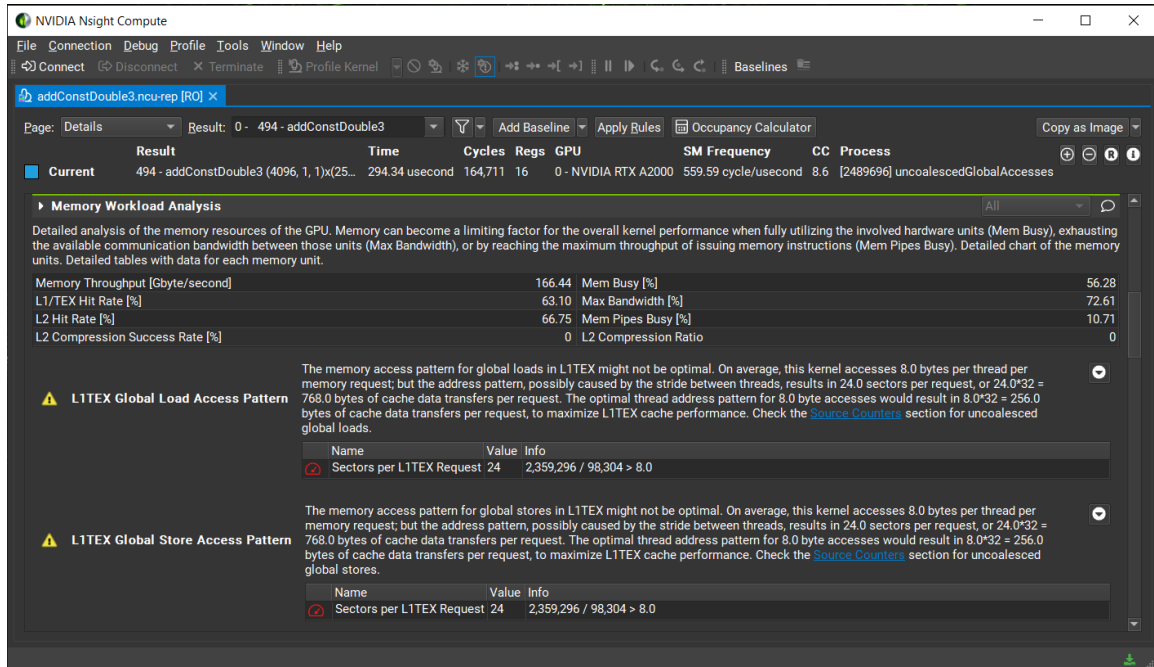 NVIDIA Nsight Compute
File Connection Debug Profile Tools Window Help
Connect Disconnect Terminate Profile Kernel Baselines
addConstDouble3.ncu-rep [RO]
Page: Details Result: 0 - 494 - addConstDouble3 Add Baseline Apply Rules Occupancy Calculator Copy as Image
Result Time Cycles Regs GPU SM Frequency CC Process
Current 494 - addConstDouble3 (4096, 1, 1)x(25... 294.34 usecond 164,711 16 0 - NVIDIA RTX A2000 559.59 cycle/usecond 8.6 [2489696] uncoalescedGlobalAccesses
Memory Workload Analysis All
Detailed analysis of the memory resources of the GPU. Memory can become a limiting factor for the overall kernel performance when fully utilizing the involved hardware units (Mem Busy), exhausting
the available communication bandwidth between those units (Max Bandwidth), or by reaching the maximum throughput of issuing memory instructions (Mem Pipes Busy). Detailed chart of the memory
units. Detailed tables with data for each memory unit.
Memory Throughput [Gbyte/second] 166.44 Mem Busy [%] 56.28
L1/TEX Hit Rate [%] 63.10 Max Bandwidth [%] 72.61
L2 Hit Rate [%] 66.75 Mem Pipes Busy [%] 10.71
L2 Compression Success Rate [%] 0 L2 Compression Ratio 0
L1TEX Global Load Access Pattern
The memory access pattern for global loads in L1TEX might not be optimal. On average, this kernel accesses 8.0 bytes per thread per
memory request; but the address pattern, possibly caused by the stride between threads, results in 24.0 sectors per request, or 24.0*32 =
768.0 bytes of cache data transfers per request. The optimal thread address pattern for 8.0 byte accesses would result in 8.0*32 = 256.0
bytes of cache data transfers per request, to maximize L1TEX cache performance. Check the Source Counters section for uncoalesced
global loads.
Name Value Info
Sectors per L1TEX Request 24 2,359,296 / 98,304 > 8.0
L1TEX Global Store Access Pattern
The memory access pattern for global stores in L1TEX might not be optimal. On average, this kernel accesses 8.0 bytes per thread per
memory request; but the address pattern, possibly caused by the stride between threads, results in 24.0 sectors per request, or 24.0*32 =
768.0 bytes of cache data transfers per request. The optimal thread address pattern for 8.0 byte accesses would result in 8.0*32 = 256.0
bytes of cache data transfers per request, to maximize L1TEX cache performance. Check the Source Counters section for uncoalesced
global stores.
Name Value Info
Sectors per L1TEX Request 24 2,359,296 / 98,304 > 8.0